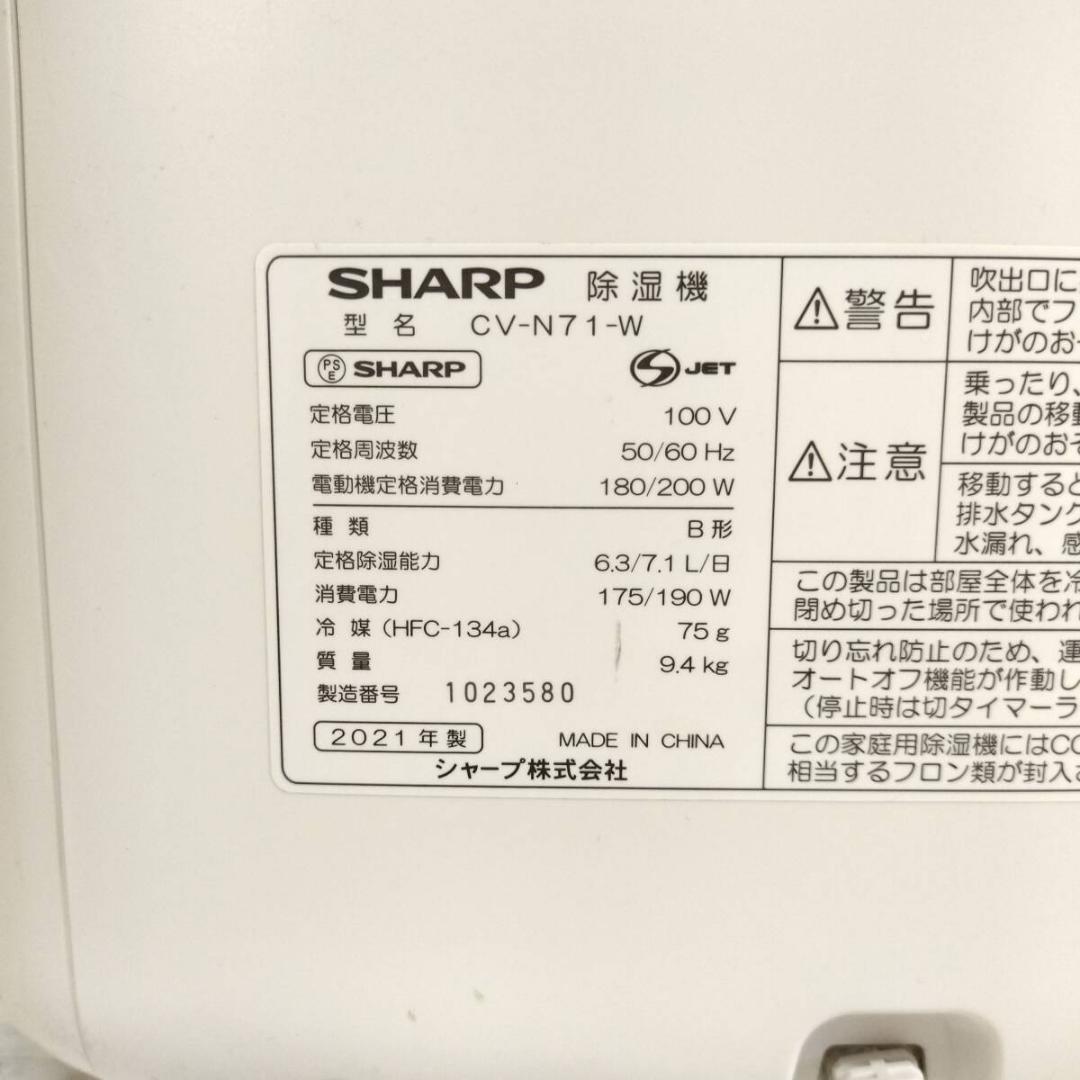 SHARP 除湿機
型名 CV-N71-W
PSE SHARP S JET
定格電圧 100 V
定格周波数 50/60 Hz
電動機定格消費電力 180/200 W
種類 B形
定格除湿能力 6.3/7.1 L/日
消費電力 175/190 W
冷媒(HFC-134a) 75 g
質量 9.4 kg
製造番号 1023580
2021年製 MADE IN CHINA
シャープ株式会社
警告
吹出口に
内部でフ
けがのお
注意
乗ったり、
製品の移動
けがのおそ
移動すると
排水タンク
水漏れ、感
この製品は部屋全体を冷
閉め切った場所で使われ
切り忘れ防止のため、運
オートオフ機能が作動し
(停止時は切タイマーラ
この家庭用除湿機にはCO
相当するフロン類が封入